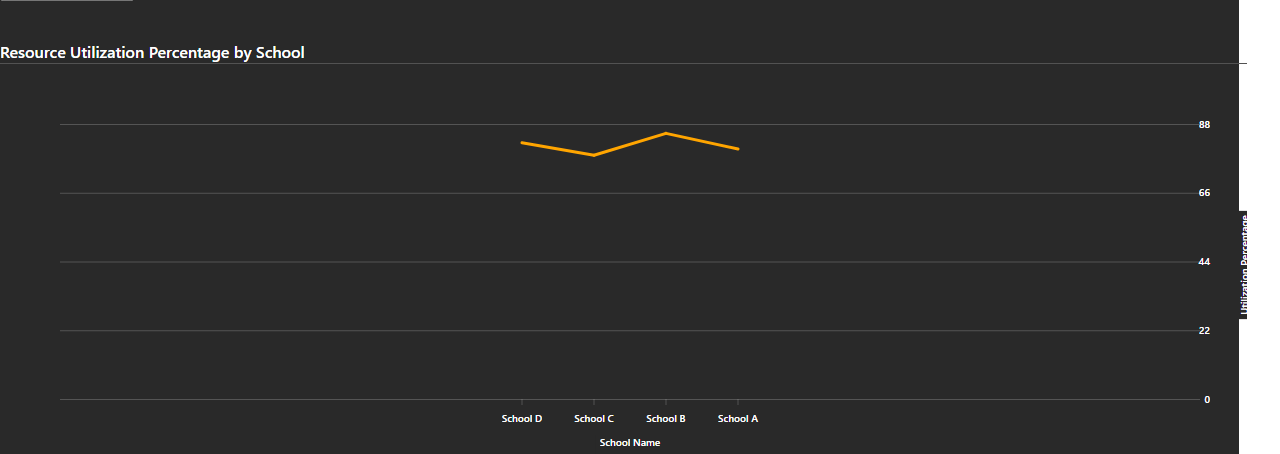 Resource Utilization Percentage by School
88
66
44
22
0
Utilization Percentage
School D School C School B School A
School Name